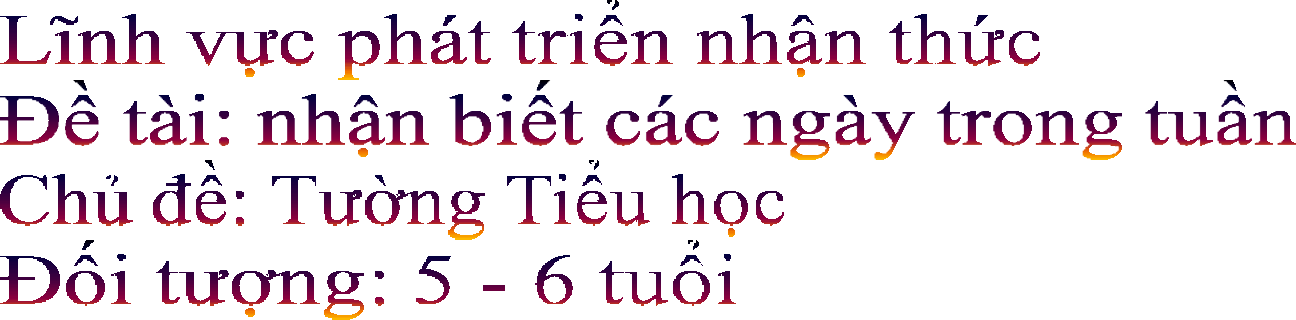 Lĩnh vực phát triển nhận thức
Đề tài: nhận biết các ngày trong tuần
Chủ đề: Tường Tiểu học
Đối tượng: 5 - 6 tuổi